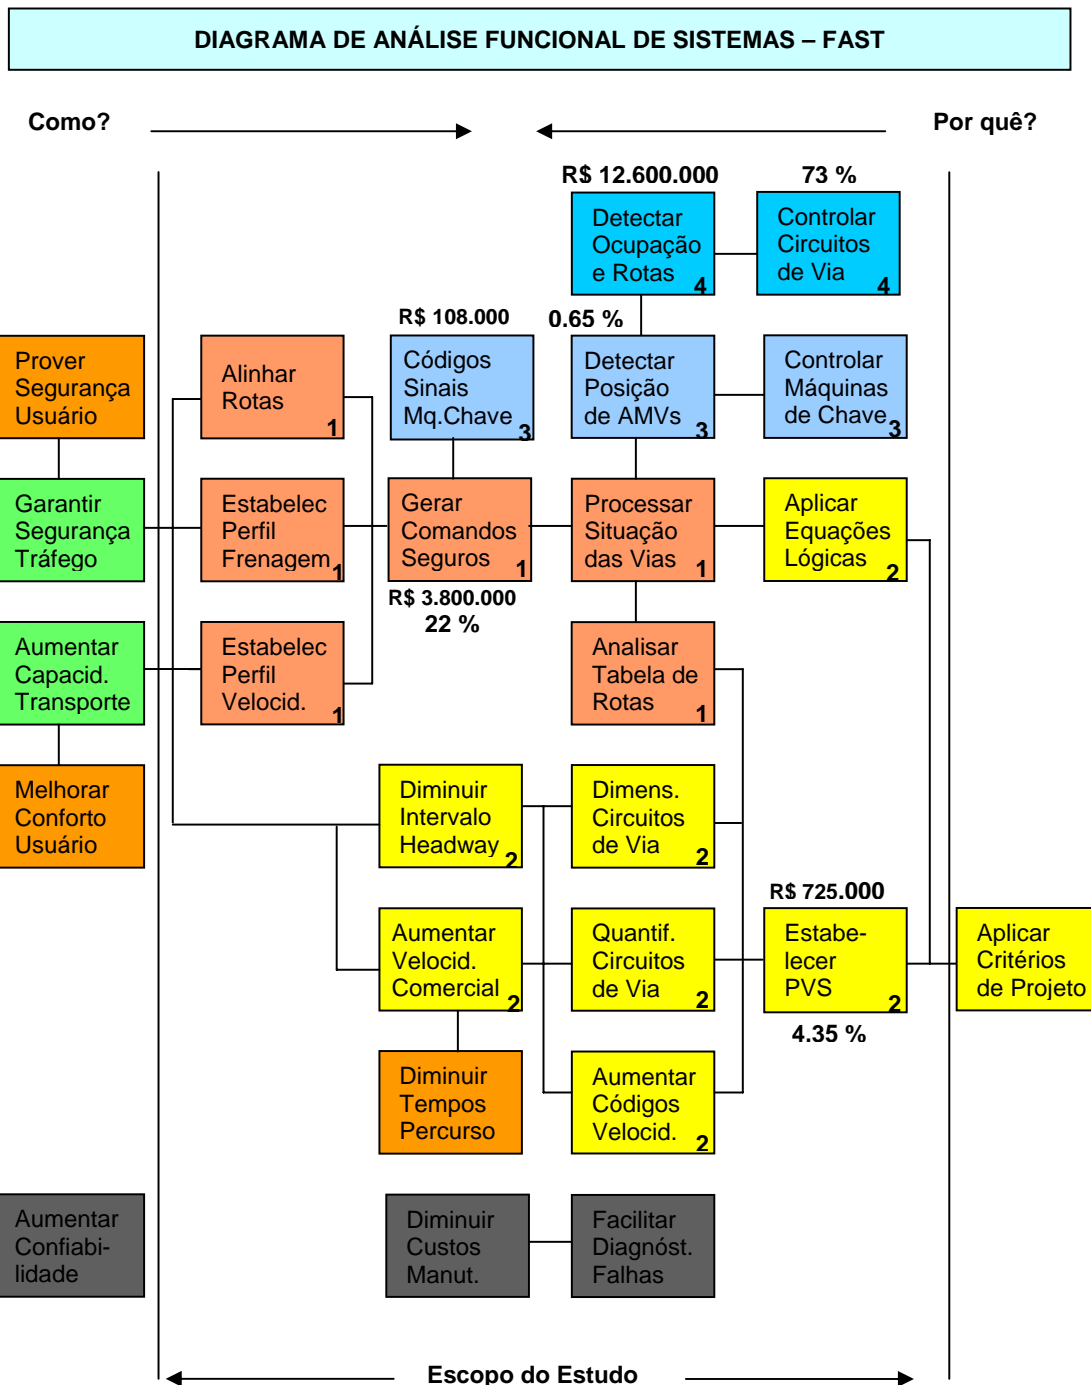 DIAGRAMA DE ANÁLISE FUNCIONAL DE SISTEMAS – FAST
Como?
Por quê?
R$ 12.600.000
73 %
Detectar
Ocupação
e Rotas
4
Controlar
Circuitos
de Via
4
R$ 108.000
0.65 %
Prover
Segurança
Usuário
Alinhar
Rotas
1
Códigos
Sinais
Mq.Chave
3
Detectar
Posição
de AMVs
3
Controlar
Máquinas
de Chave
3
Garantir
Segurança
Tráfego
Estabelec
Perfil
Frenagem
1
Gerar
Comandos
Seguros
1
Processar
Situação
das Vias
1
Aplicar
Equações
Lógicas
2
R$ 3.800.000
22 %
Aumentar
Capacid.
Transporte
Estabelec
Perfil
Velocid.
1
Analisar
Tabela de
Rotas
1
Melhorar
Conforto
Usuário
Diminuir
Intervalo
Headway
2
Dimens.
Circuitos
de Via
2
R$ 725.000
Aumentar
Velocid.
Comercial
2
Quantif.
Circuitos
de Via
2
Estabe-
lecer
PVS
2
Aplicar
Critérios
de Projeto
4.35 %
Diminuir
Tempos
Percurso
Aumentar
Códigos
Velocid.
2
Aumentar
Confiabi-
lidade
Diminuir
Custos
Manut.
Facilitar
Diagnóst.
Falhas
Escopo do Estudo